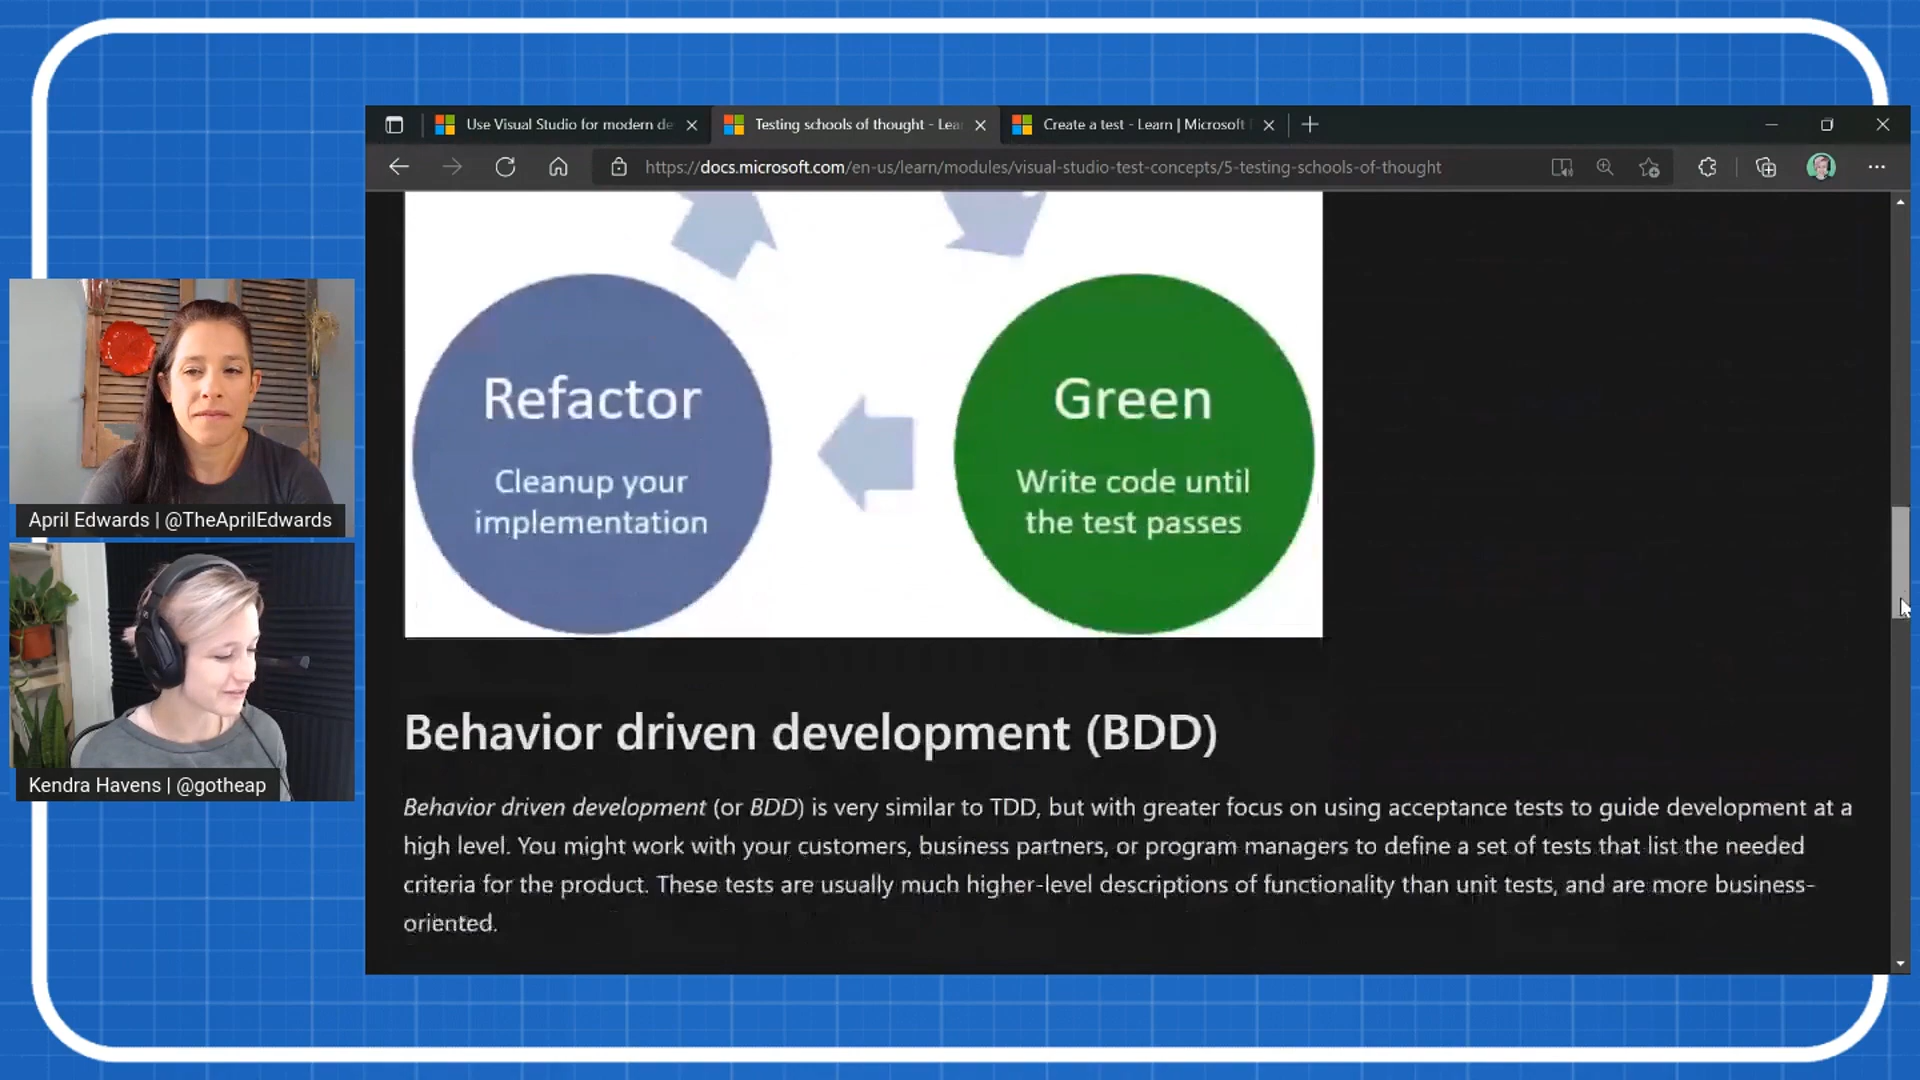 Use Visual Studio for modern de
Testing schools of thought - Lea
Create a test - Learn | Microsoft
https://docs.microsoft.com/en-us/learn/modules/visual-studio-test-concepts/5-testing-schools-of-thought
Refactor
Cleanup your
implementation
Green
Write code until
the test passes
April Edwards | @TheAprilEdwards
Kendra Havens | @gotheap
Behavior driven development (BDD)
Behavior driven development (or BDD) is very similar to TDD, but with greater focus on using acceptance tests to guide development at a
high level. You might work with your customers, business partners, or program managers to define a set of tests that list the needed
criteria for the product. These tests are usually much higher-level descriptions of functionality than unit tests, and are more business-
oriented.